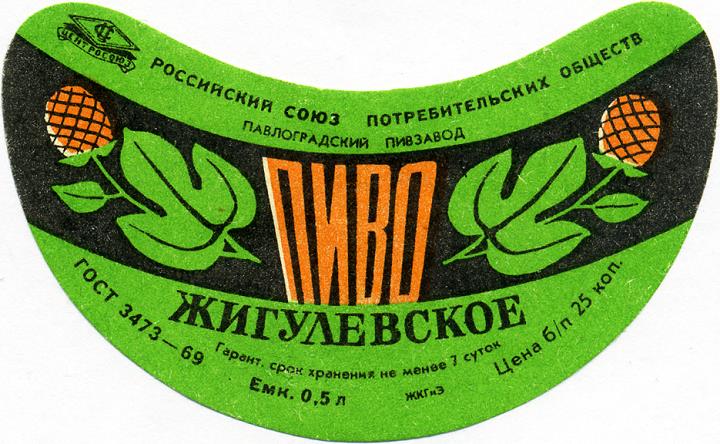 ЦЕНТРОСОЮЗ
РОССИЙСКИЙ СОЮЗ ПОТРЕБИТЕЛЬСКИХ ОБЩЕСТВ
ПАВЛОГРАДСКИЙ ПИВЗАВОД
ПИВО
ЖИГУЛЕВСКОЕ
ГОСТ 3473—69
Гарант. срок хранения не менее 7 суток
Цена б/п 25 коп.
Емк. 0,5 л
ЖКГиЭ